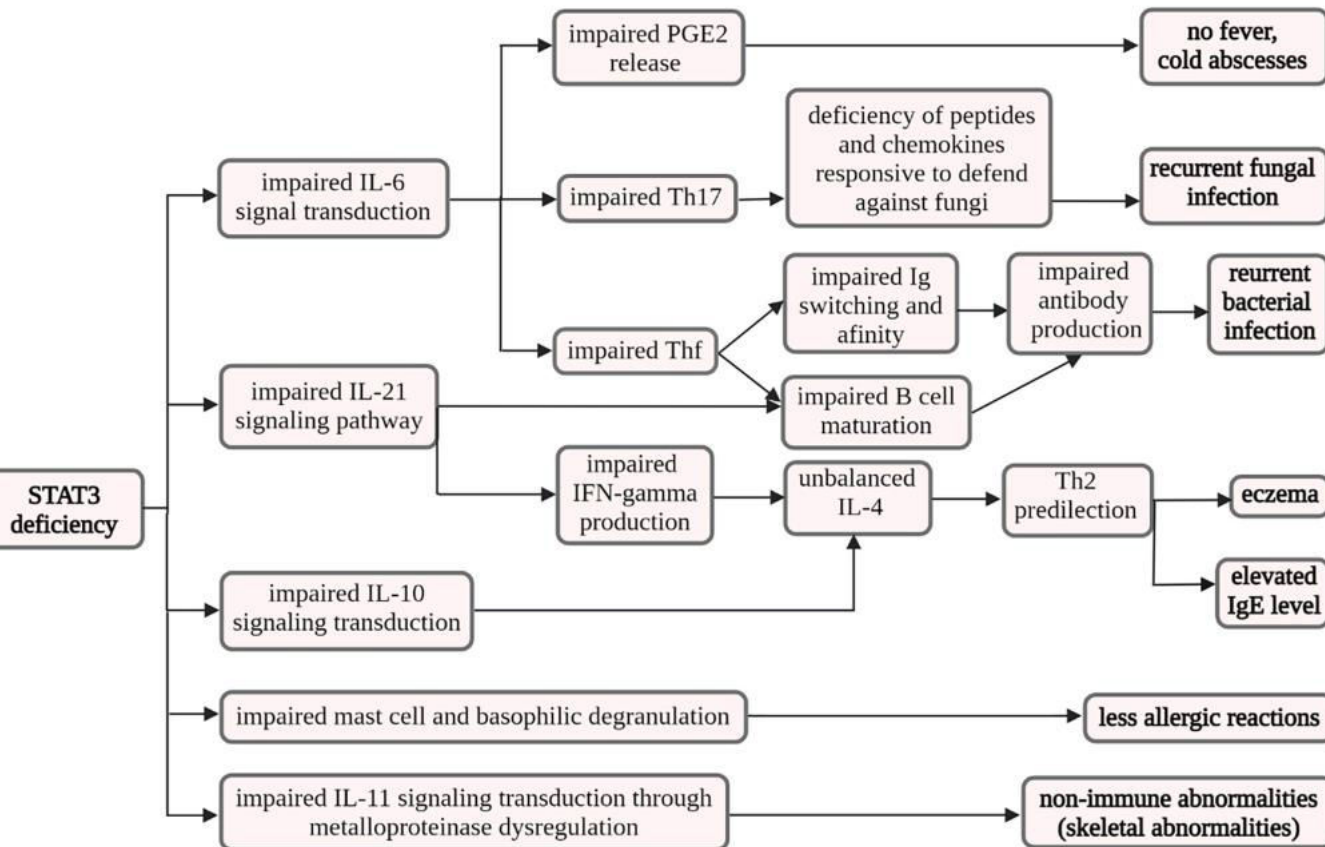 impaired PGE2
release
no fever,
cold abscesses
impaired IL-6
signal transduction
impaired Th17
deficiency of peptides
and chemokines
responsive to defend
against fungi
recurrent fungal
infection
impaired Thf
impaired Ig
switching and
afinity
impaired
antibody
production
reurrent
bacterial
infection
impaired IL-21
signaling pathway
impaired B cell
maturation
STAT3
deficiency
impaired
IFN-gamma
production
unbalanced
IL-4
Th2
predilection
eczema
elevated
IgE level
impaired IL-10
signaling transduction
impaired mast cell and basophilic degranulation
less allergic reactions
impaired IL-11 signaling transduction through
metalloproteinase dysregulation
non-immune abnormalities
(skeletal abnormalities)